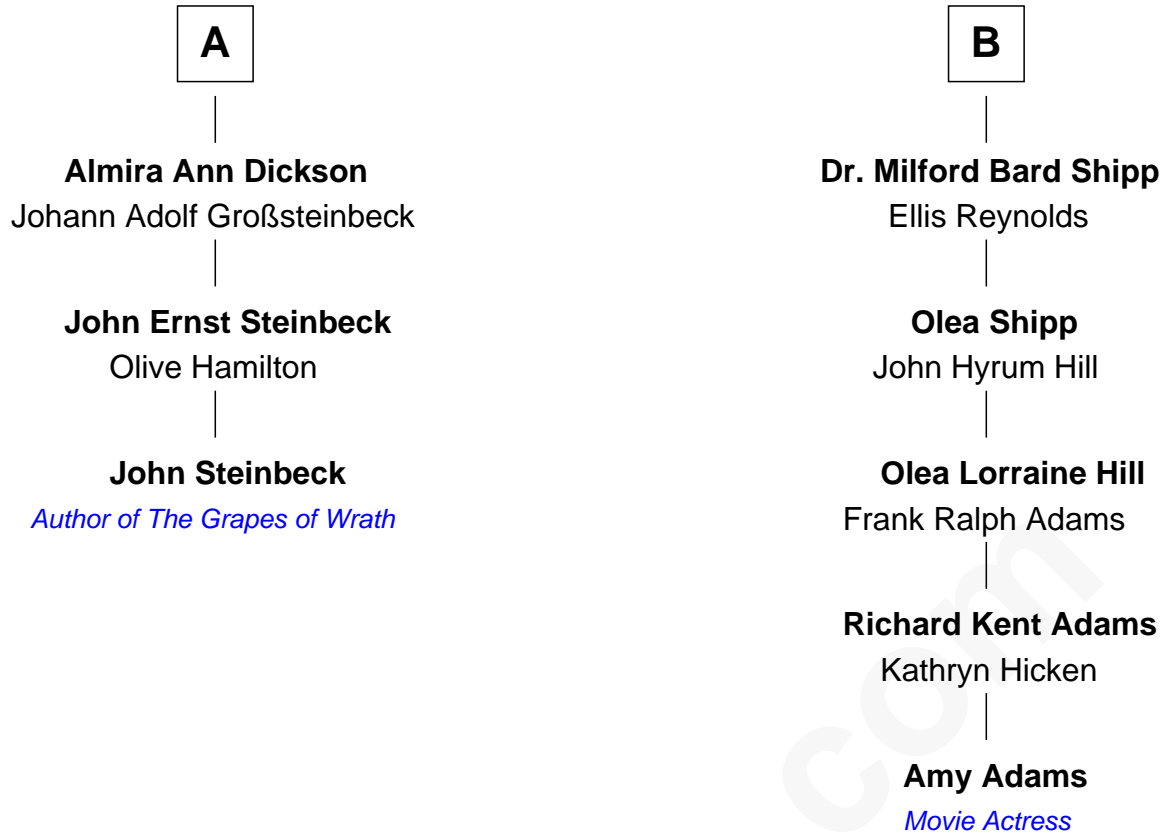 A
Almira Ann Dickson
Johann Adolf Großsteinbeck
John Ernst Steinbeck
Olive Hamilton
John Steinbeck
Author of The Grapes of Wrath
B
Dr. Milford Bard Shipp
Ellis Reynolds
Olea Shipp
John Hyrum Hill
Olea Lorraine Hill
Frank Ralph Adams
Richard Kent Adams
Kathryn Hicken
Amy Adams
Movie Actress
com